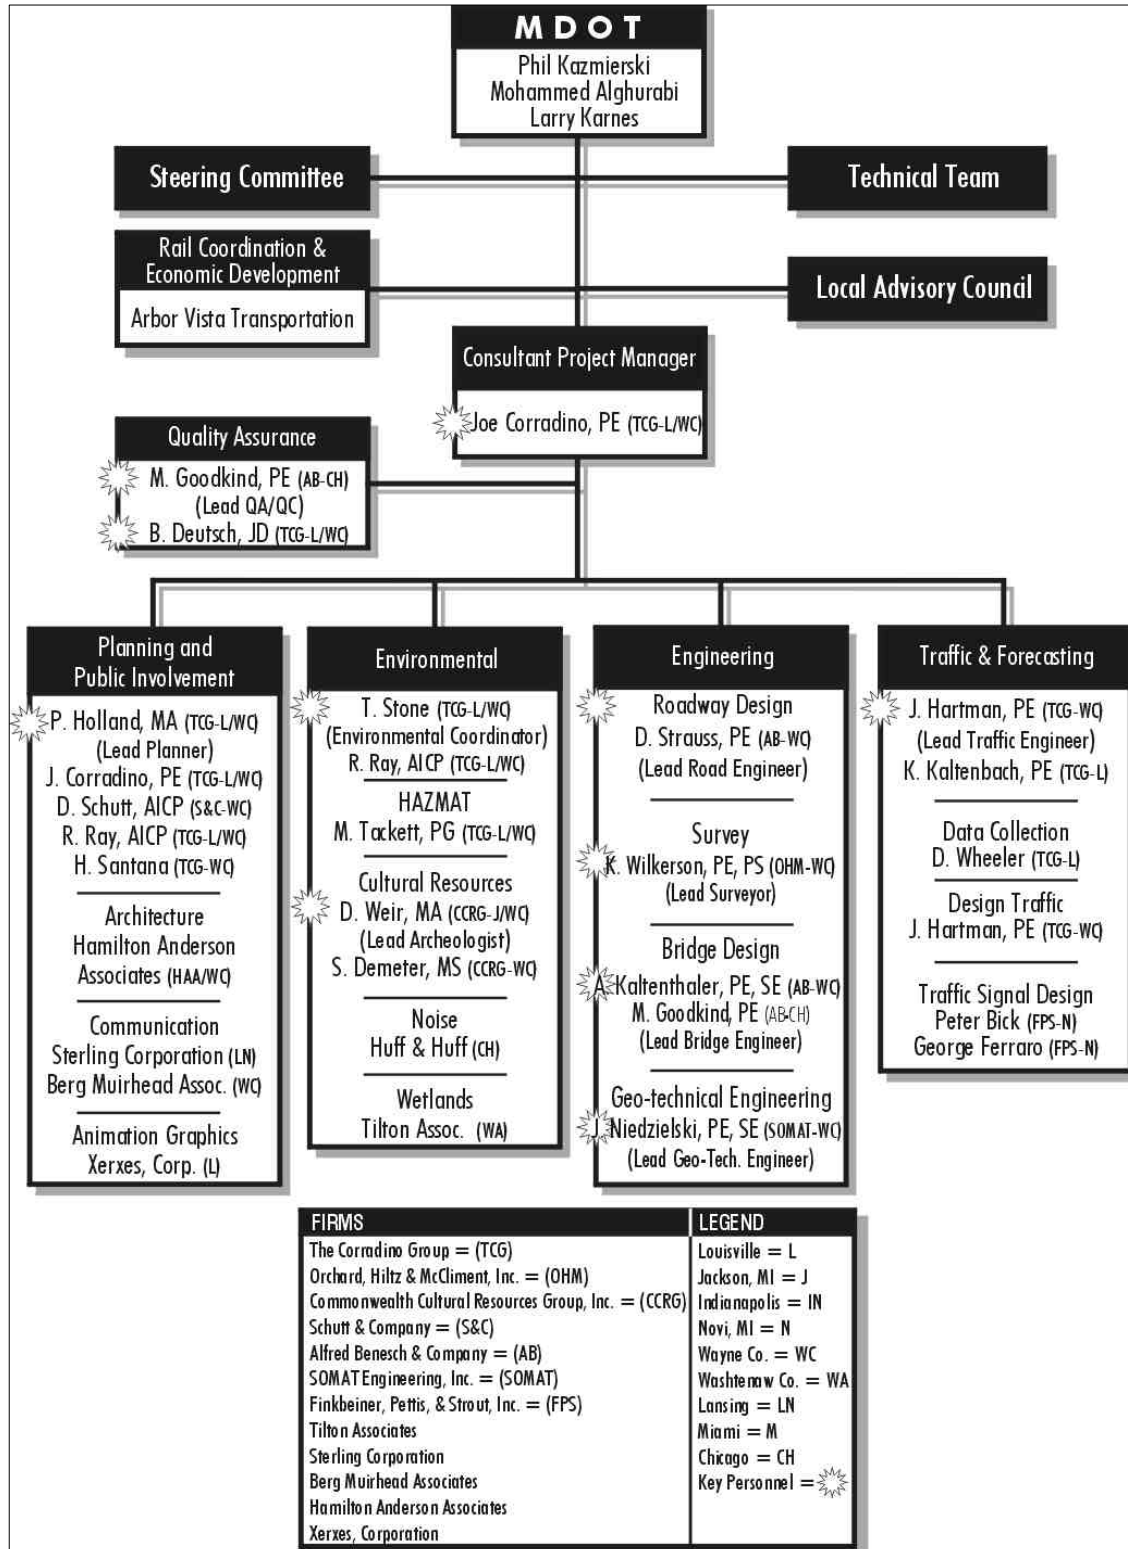 MDOT
Phil Kazmierski
Mohammed Alghurabi
Larry Karnes
Steering Committee
Technical Team
Rail Coordination &
Economic Development
Arbor Vista Transportation
Local Advisory Council
Consultant Project Manager
Joe Corradino, PE (TCG-L/WC)
Quality Assurance
M. Goodkind, PE (AB-CH)
(Lead QA/QC)
B. Deutsch, JD (TCG-L/WC)
Planning and
Public Involvement
P. Holland, MA (TCG-L/WC)
(Lead Planner)
J. Corradino, PE (TCG-L/WC)
D. Schutt, AICP (S&C-WC)
R. Ray, AICP (TCG-L/WC)
H. Santana (TCG-WC)
Architecture
Hamilton Anderson
Associates (HAA/WC)
Communication
Sterling Corporation (LN)
Berg Muirhead Assoc. (WC)
Animation Graphics
Xerxes, Corp. (L)
Environmental
T. Stone (TCG-L/WC)
(Environmental Coordinator)
R. Ray, AICP (TCG-L/WC)
HAZMAT
M. Tackett, PG (TCG-L/WC)
Cultural Resources
D. Weir, MA (CCRG-J/WC)
(Lead Archeologist)
S. Demeter, MS (CCRG-WC)
Noise
Huff & Huff (CH)
Wetlands
Tilton Assoc. (WA)
Engineering
Roadway Design
D. Strauss, PE (AB-WC)
(Lead Road Engineer)
Survey
K. Wilkerson, PE, PS (OHM-WC)
(Lead Surveyor)
Bridge Design
A. Kaltenthaler, PE, SE (AB-WC)
M. Goodkind, PE (AB-CH)
(Lead Bridge Engineer)
Geo-technical Engineering
J. Niedzielski, PE, SE (SOMAT-WC)
(Lead Geo-Tech. Engineer)
Traffic & Forecasting
J. Hartman, PE (TCG-WC)
(Lead Traffic Engineer)
K. Kaltenbach, PE (TCG-L)
Data Collection
D. Wheeler (TCG-L)
Design Traffic
J. Hartman, PE (TCG-WC)
Traffic Signal Design
Peter Bick (FPS-N)
George Ferraro (FPS-N)
FIRMS
The Corradino Group = (TCG)
Orchard, Hiltz & McCliment, Inc. = (OHM)
Commonwealth Cultural Resources Group, Inc. = (CCRG)
Schutt & Company = (S&C)
Alfred Benesch & Company = (AB)
SOMAT Engineering, Inc. = (SOMAT)
Finkbeiner, Pettis, & Strout, Inc. = (FPS)
Tilton Associates
Sterling Corporation
Berg Muirhead Associates
Hamilton Anderson Associates
Xerxes, Corporation
LEGEND
Louisville = L
Jackson, MI = J
Indianapolis = IN
Novi, MI = N
Wayne Co. = WC
Washtenaw Co. = WA
Lansing = LN
Miami = M
Chicago = CH
Key Personnel =